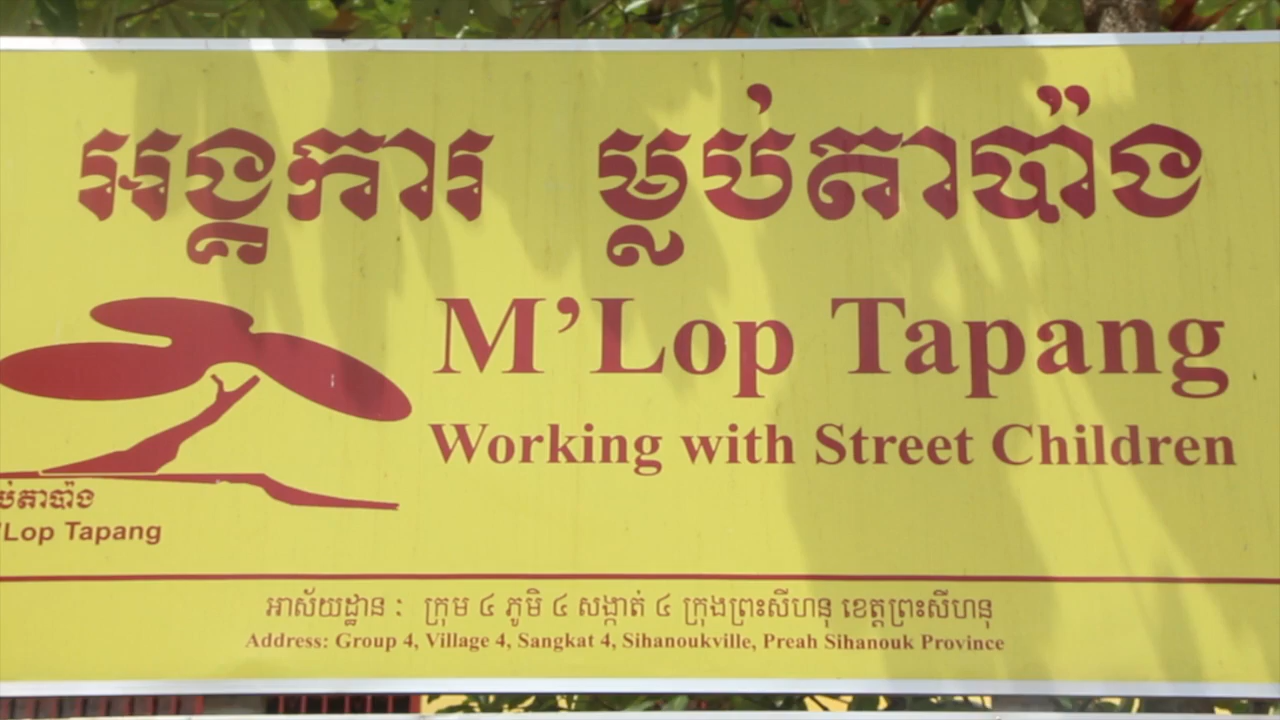 អង្គការ ម្លប់តាប៉ាង
M’Lop Tapang
Working with Street Children
ប់តាប៉ាង
'Lop Tapang
អាស័យដ្ឋាន ៈ ក្រុម ៤ ភូមិ ៤ សង្កាត់ ៤ ក្រុងព្រះសីហនុ ខេត្តព្រះសីហនុ
Address: Group 4, Village 4, Sangkat 4, Sihanoukville, Preah Sihanouk Province